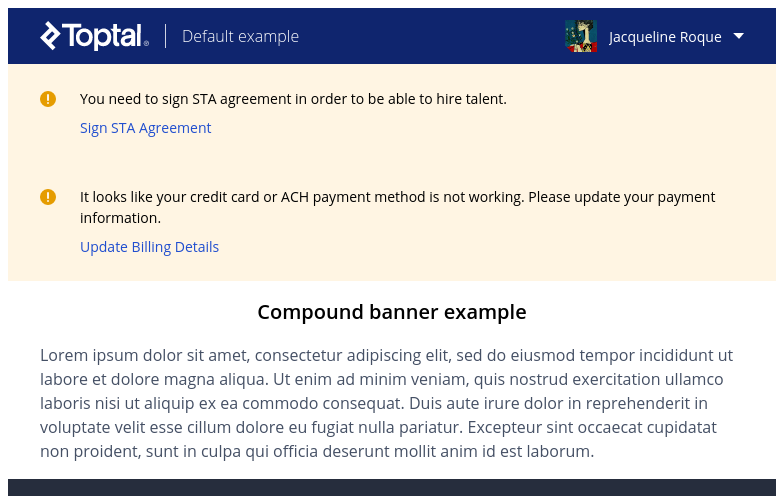 Toptal® Default example Jacqueline Roque
You need to sign STA agreement in order to be able to hire talent.
Sign STA Agreement
It looks like your credit card or ACH payment method is not working. Please update your payment
information.
Update Billing Details
Compound banner example
Lorem ipsum dolor sit amet, consectetur adipiscing elit, sed do eiusmod tempor incididunt ut
labore et dolore magna aliqua. Ut enim ad minim veniam, quis nostrud exercitation ullamco
laboris nisi ut aliquip ex ea commodo consequat. Duis aute irure dolor in reprehenderit in
voluptate velit esse cillum dolore eu fugiat nulla pariatur. Excepteur sint occaecat cupidatat
non proident, sunt in culpa qui officia deserunt mollit anim id est laborum.